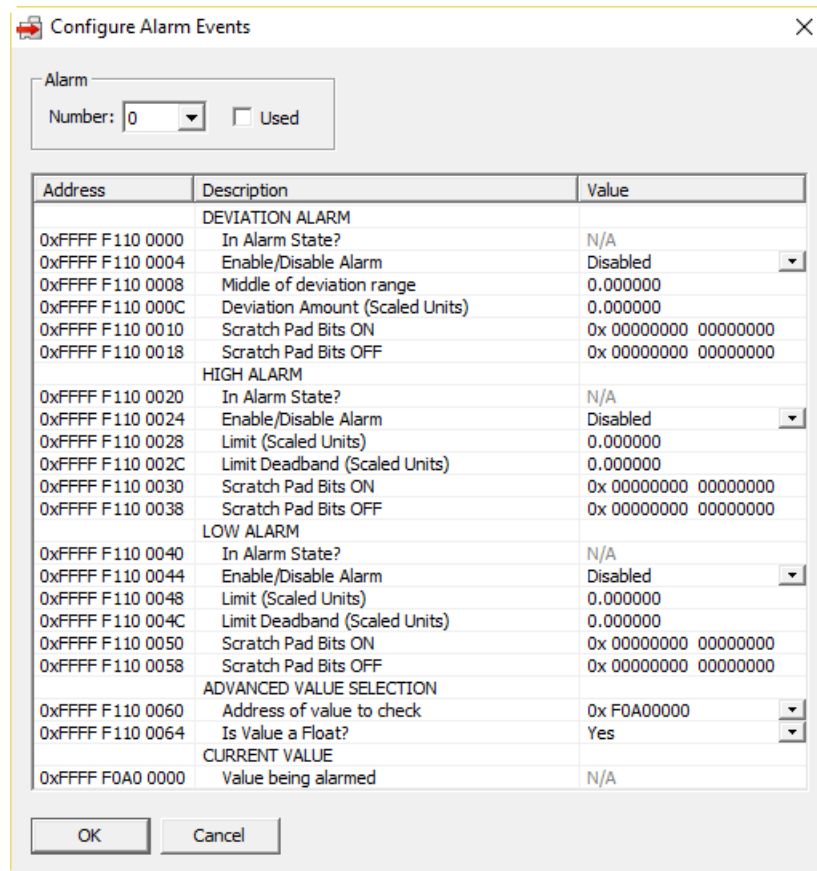 Configure Alarm Events
Alarm
Number: 0 Used
Address Description Value
DEVIATION ALARM
0xFFFF F110 0000 In Alarm State? N/A
0xFFFF F110 0004 Enable/Disable Alarm Disabled
0xFFFF F110 0008 Middle of deviation range 0.000000
0xFFFF F110 000C Deviation Amount (Scaled Units) 0.000000
0xFFFF F110 0010 Scratch Pad Bits ON 0x 00000000 00000000
0xFFFF F110 0018 Scratch Pad Bits OFF 0x 00000000 00000000
HIGH ALARM
0xFFFF F110 0020 In Alarm State? N/A
0xFFFF F110 0024 Enable/Disable Alarm Disabled
0xFFFF F110 0028 Limit (Scaled Units) 0.000000
0xFFFF F110 002C Limit Deadband (Scaled Units) 0.000000
0xFFFF F110 0030 Scratch Pad Bits ON 0x 00000000 00000000
0xFFFF F110 0038 Scratch Pad Bits OFF 0x 00000000 00000000
LOW ALARM
0xFFFF F110 0040 In Alarm State? N/A
0xFFFF F110 0044 Enable/Disable Alarm Disabled
0xFFFF F110 0048 Limit (Scaled Units) 0.000000
0xFFFF F110 004C Limit Deadband (Scaled Units) 0.000000
0xFFFF F110 0050 Scratch Pad Bits ON 0x 00000000 00000000
0xFFFF F110 0058 Scratch Pad Bits OFF 0x 00000000 00000000
ADVANCED VALUE SELECTION
0xFFFF F110 0060 Address of value to check 0x F0A00000
0xFFFF F110 0064 Is Value a Float? Yes
CURRENT VALUE
0xFFFF F0A0 0000 Value being alarmed N/A
OK Cancel